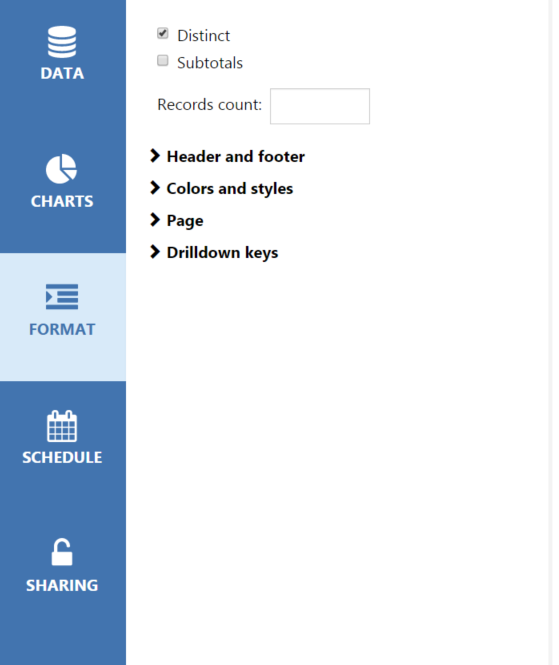 DATA
CHARTS
FORMAT
SCHEDULE
SHARING
Distinct
Subtotals
Records count:
Header and footer
Colors and styles
Page
Drilldown keys